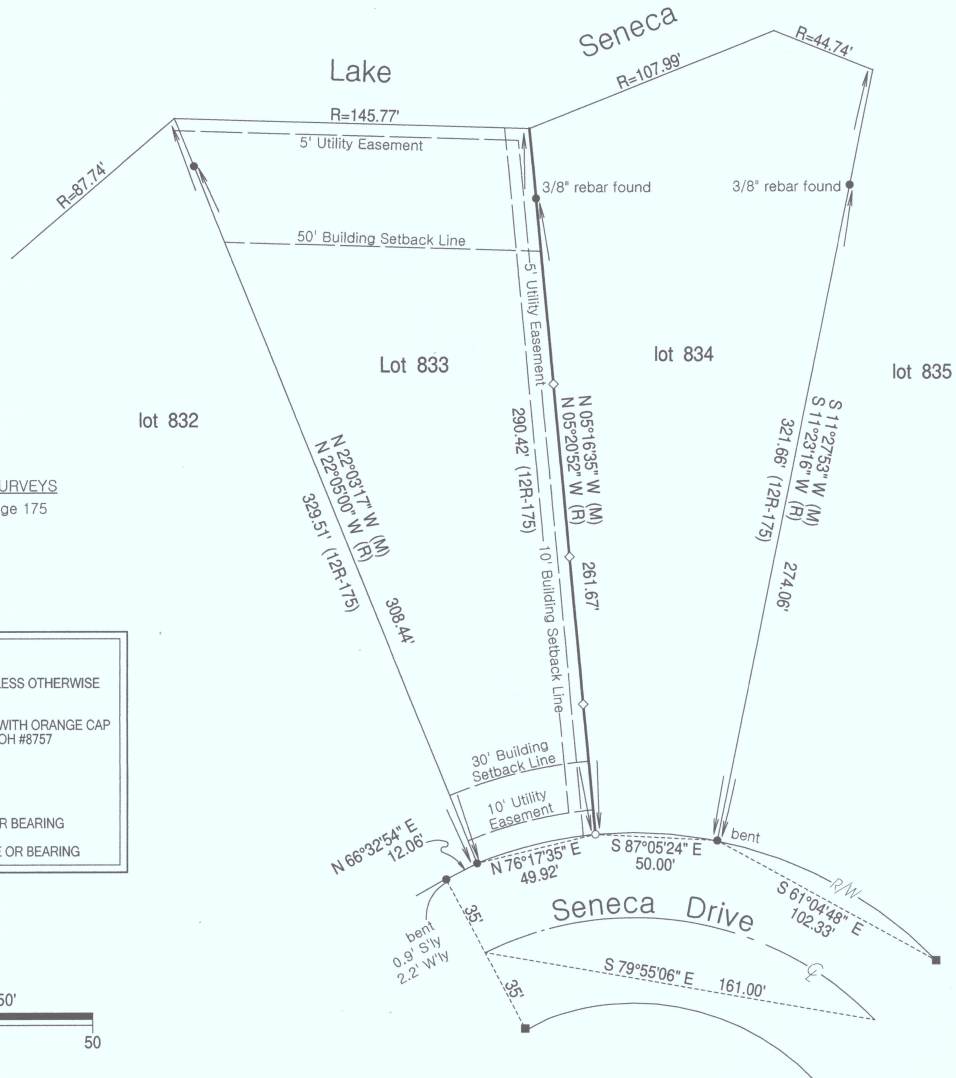 Lake
Seneca
R=44.74'
R=107.99'
R=145.77'
5' Utility Easement
R=87.74'
3/8" rebar found
3/8" rebar found
50' Building Setback Line
5' Utility Easement
Lot 833
lot 834
lot 835
lot 832
N 22°03'17" W (M)
N 22°05'00" W (R)
329.51' (12R-175)
308.44'
290.42' (12R-175)
N 05°16'35" W (M)
N 05°20'52" W (R)
261.67'
S 11°27'53" W (M)
S 11°23'16" W (R)
321.66' (12R-175)
274.06'
10' Building Setback Line
URVEYS
ge 175
LESS OTHERWISE
WITH ORANGE CAP
OH #8757
R BEARING
E OR BEARING
30' Building
Setback Line
10' Utility
Easement
N 66°32'54" E
12.06'
N 76°17'35" E
49.92'
S 87°05'24" E
50.00'
bent
R/W
S 61°04'48" E
102.33'
Seneca Drive
bent
0.9' S'ly
2.2' W'ly
35'
35'
S 79°55'06" E 161.00'
CL
50'
50